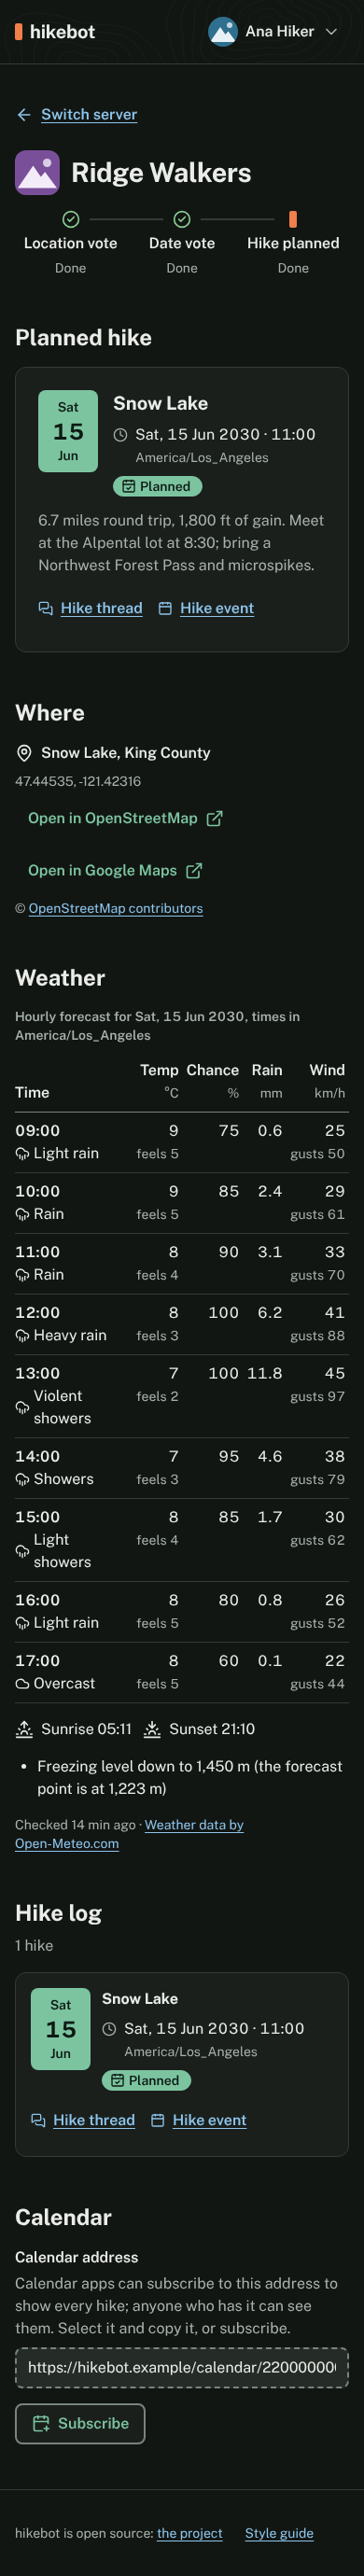 hikebot
Ana Hiker
Switch server
Ridge Walkers
Location vote Date vote Hike planned
Done Done Done
Planned hike
Sat
15
Jun
Snow Lake
Sat, 15 Jun 2030 · 11:00
America/Los_Angeles
Planned
6.7 miles round trip, 1,800 ft of gain. Meet
at the Alpental lot at 8:30; bring a
Northwest Forest Pass and microspikes.
Hike thread Hike event
Where
Snow Lake, King County
47.44535, -121.42316
Open in OpenStreetMap
Open in Google Maps
© OpenStreetMap contributors
Weather
Hourly forecast for Sat, 15 Jun 2030, times in
America/Los_Angeles
Temp Chance Rain Wind
Time °C % mm km/h
09:00 9 75 0.6 25
Light rain feels 5 gusts 50
10:00 9 85 2.4 29
Rain feels 5 gusts 61
11:00 8 90 3.1 33
Rain feels 4 gusts 70
12:00 8 100 6.2 41
Heavy rain feels 3 gusts 88
13:00 7 100 11.8 45
Violent feels 2 gusts 97
showers
14:00 7 95 4.6 38
Showers feels 3 gusts 79
15:00 8 85 1.7 30
Light feels 4 gusts 62
showers
16:00 8 80 0.8 26
Light rain feels 5 gusts 52
17:00 8 60 0.1 22
Overcast feels 5 gusts 44
Sunrise 05:11 Sunset 21:10
• Freezing level down to 1,450 m (the forecast
point is at 1,223 m)
Checked 14 min ago · Weather data by
Open-Meteo.com
Hike log
1 hike
Sat
15
Jun
Snow Lake
Sat, 15 Jun 2030 · 11:00
America/Los_Angeles
Planned
Hike thread Hike event
Calendar
Calendar address
Calendar apps can subscribe to this address to
show every hike; anyone who has it can see
them. Select it and copy it, or subscribe.
https://hikebot.example/calendar/220000000
Subscribe
hikebot is open source: the project Style guide